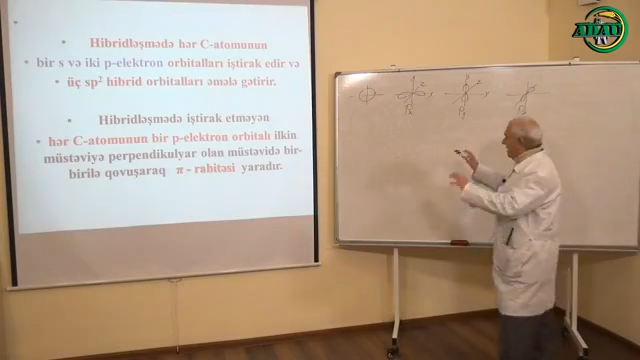 ADAU
TV
• Hibridləşmədə hər C-atomunun
• bir s və iki p-elektron orbitalları iştirak edir və
• üç sp² hibrid orbitalları əmələ gətirir.
• Hibridləşmədə iştirak etməyən
• hər C-atomunun bir p-elektron orbitalı ilkin
müstəviyə perpendikulyar olan müstəvidə bir-
birilə qovuşaraq π - rabitəsi yaradır.